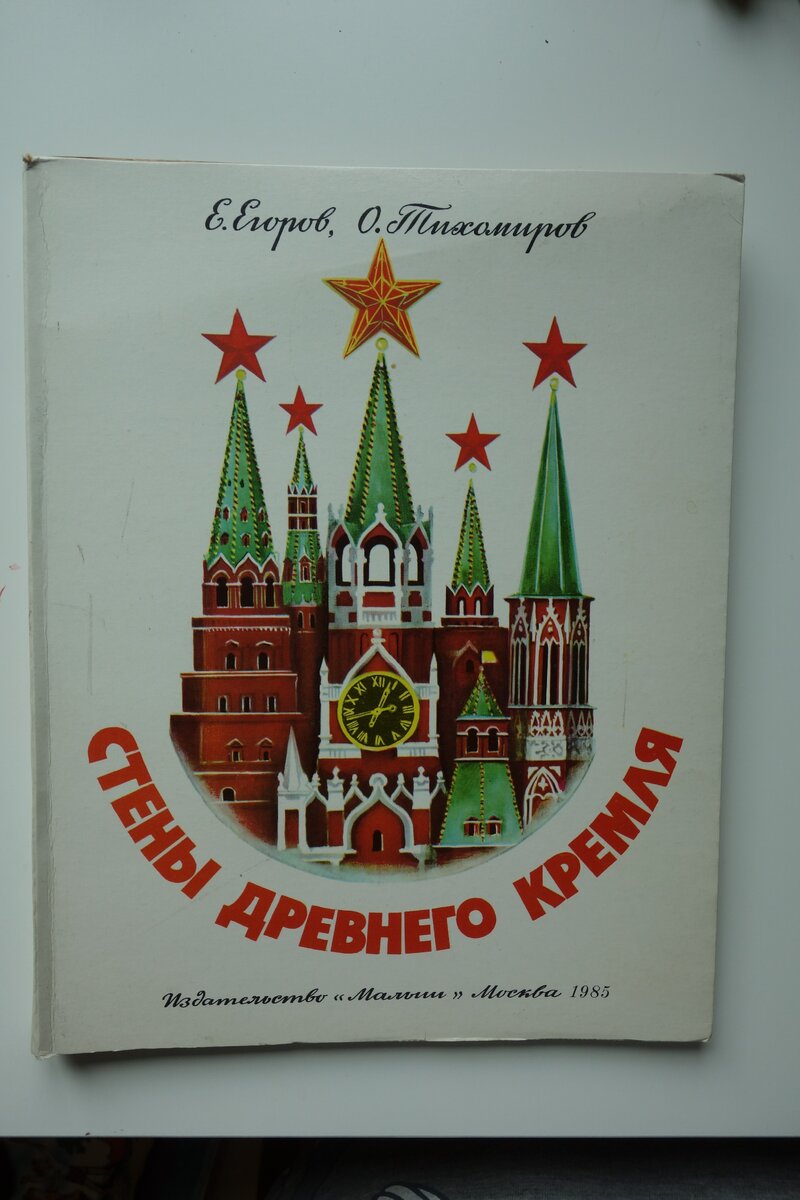 Е. Егоров, О. Тихомиров
СТЕНЫ ДРЕВНЕГО КРЕМЛЯ
Издательство «Малыш» Москва 1985